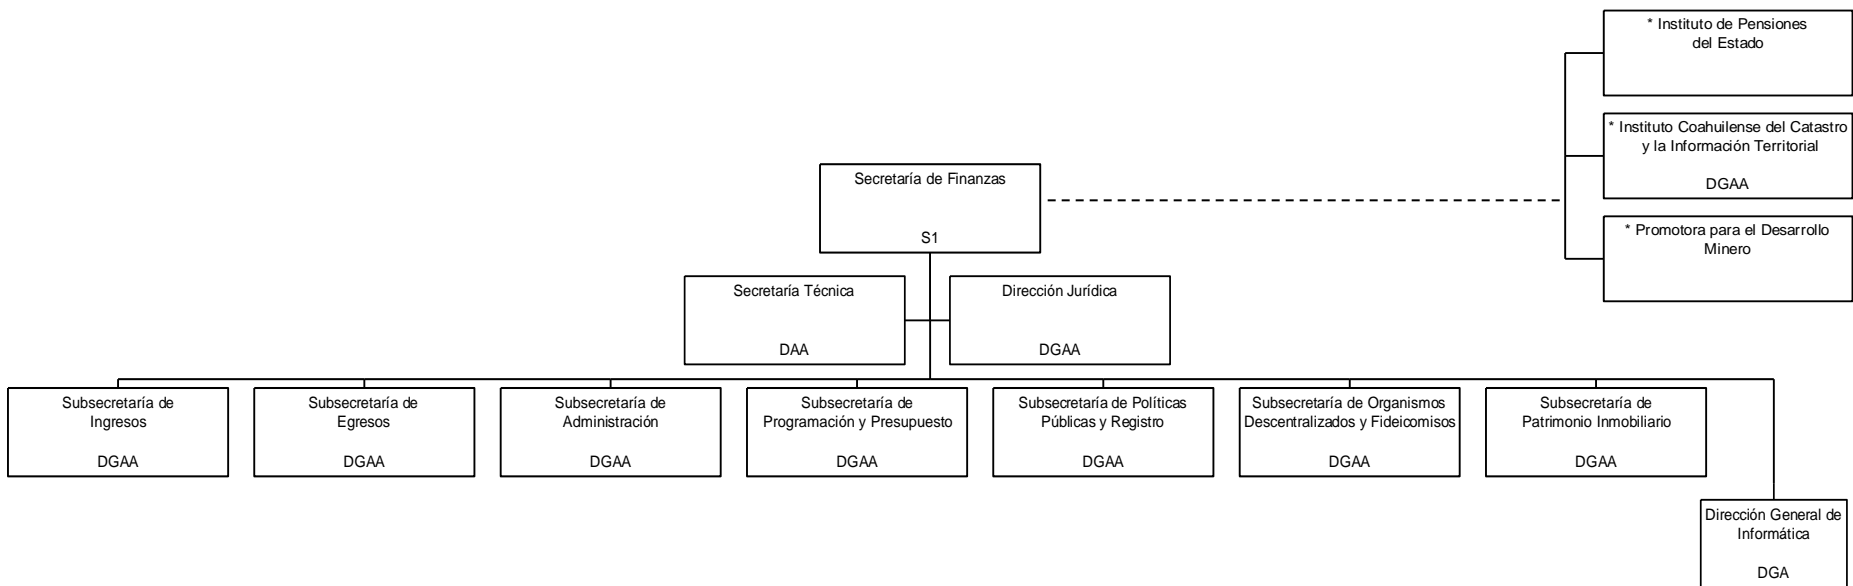 * Instituto de Pensiones
del Estado
* Instituto Coahuilense del Catastro
y la Información Territorial
DGAA
* Promotora para el Desarrollo
Minero
Secretaría de Finanzas
S1
Secretaría Técnica
DAA
Dirección Jurídica
DGAA
Subsecretaría de
Ingresos
DGAA
Subsecretaría de
Egresos
DGAA
Subsecretaría de
Administración
DGAA
Subsecretaría de
Programación y Presupuesto
DGAA
Subsecretaría de Políticas
Públicas y Registro
DGAA
Subsecretaría de Organismos
Descentralizados y Fideicomisos
DGAA
Subsecretaría de
Patrimonio Inmobiliario
DGAA
Dirección General de
Informática
DGA